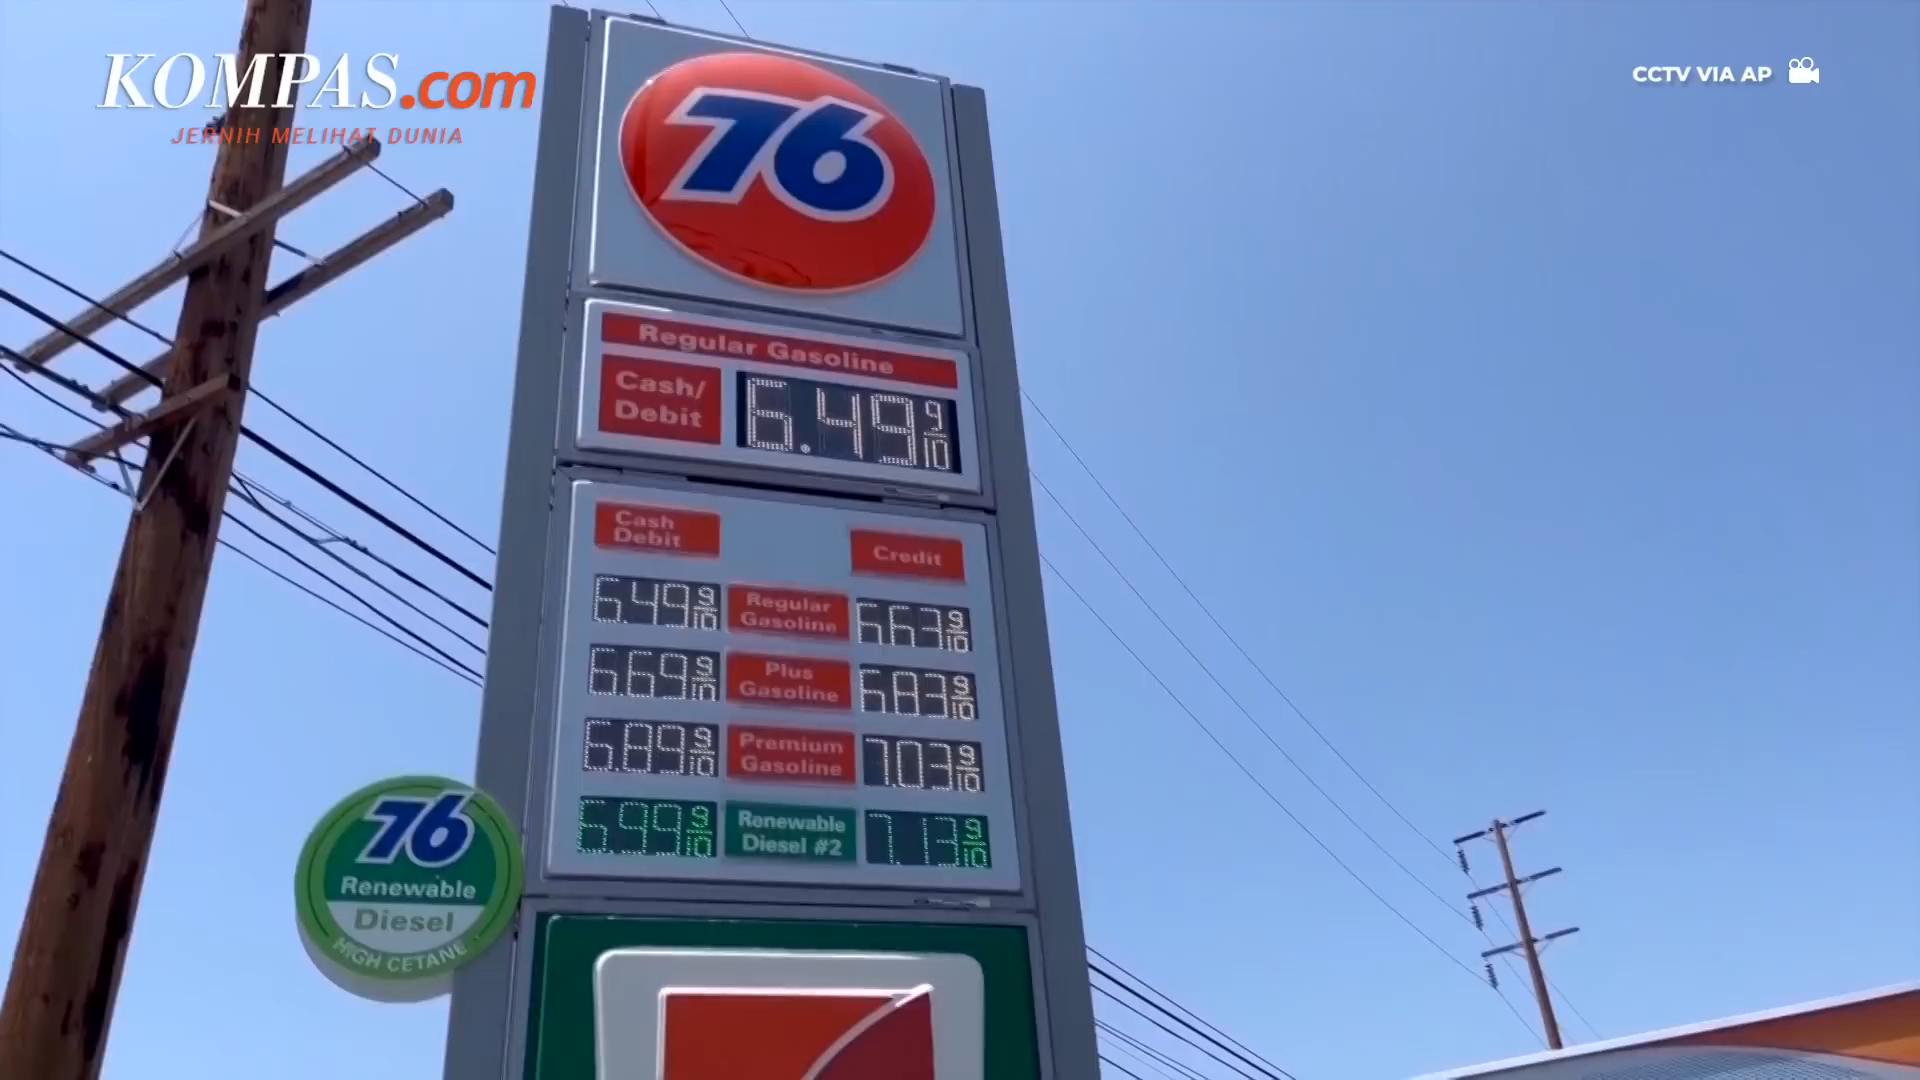 KOMPAS.com
JERNIH MELIHAT DUNIA
CCTV VIA AP
76
Regular Gasoline
Cash/
Debit
6.49 9/10
Cash
Debit
Credit
6.49 9/10
Regular
Gasoline
6.63 9/10
6.69 9/10
Plus
Gasoline
6.83 9/10
6.89 9/10
Premium
Gasoline
7.03 9/10
6.99 9/10
Renewable
Diesel #2
7.13 9/10
76
Renewable
Diesel
HIGH CETANE